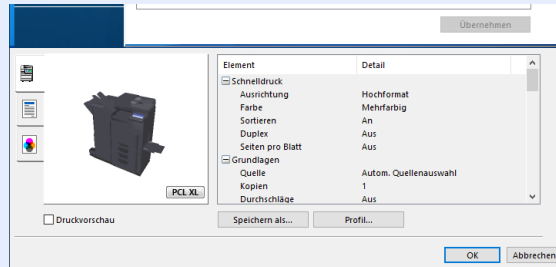 Übernehmen
Element Detail
Schnelldruck
Ausrichtung Hochformat
Farbe Mehrfarbig
Sortieren An
Duplex Aus
Seiten pro Blatt Aus
Grundlagen
Quelle Autom. Quellenauswahl
Kopien 1
Durchschläge Aus
PCL XL
Druckvorschau Speichern als... Profil...
OK Abbrechen